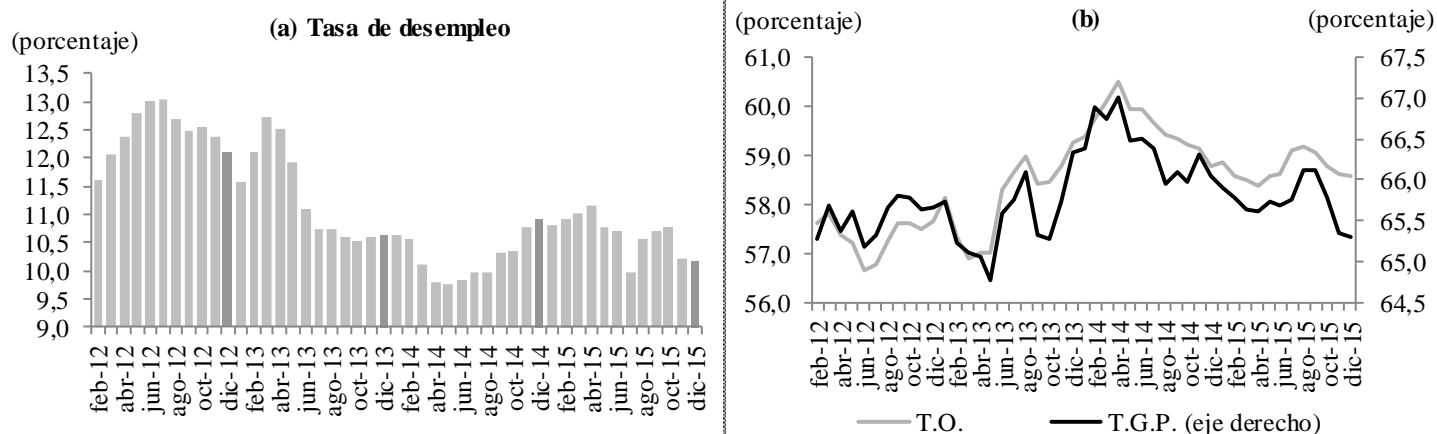 (a) Tasa de desempleo
(porcentaje)
13,5
13,0
12,5
12,0
11,5
11,0
10,5
10,0
9,5
9,0
feb-12
abr-12
jun-12
ago-12
oct-12
dic-12
feb-13
abr-13
jun-13
ago-13
oct-13
dic-13
feb-14
abr-14
jun-14
ago-14
oct-14
dic-14
feb-15
abr-15
jun-15
ago-15
oct-15
dic-15
(b)
(porcentaje)
(porcentaje)
61,0
60,0
59,0
58,0
57,0
56,0
67,5
67,0
66,5
66,0
65,5
65,0
64,5
feb-12
abr-12
jun-12
ago-12
oct-12
dic-12
feb-13
abr-13
jun-13
ago-13
oct-13
dic-13
feb-14
abr-14
jun-14
ago-14
oct-14
dic-14
feb-15
abr-15
jun-15
ago-15
oct-15
dic-15
T.O.
T.G.P. (eje derecho)